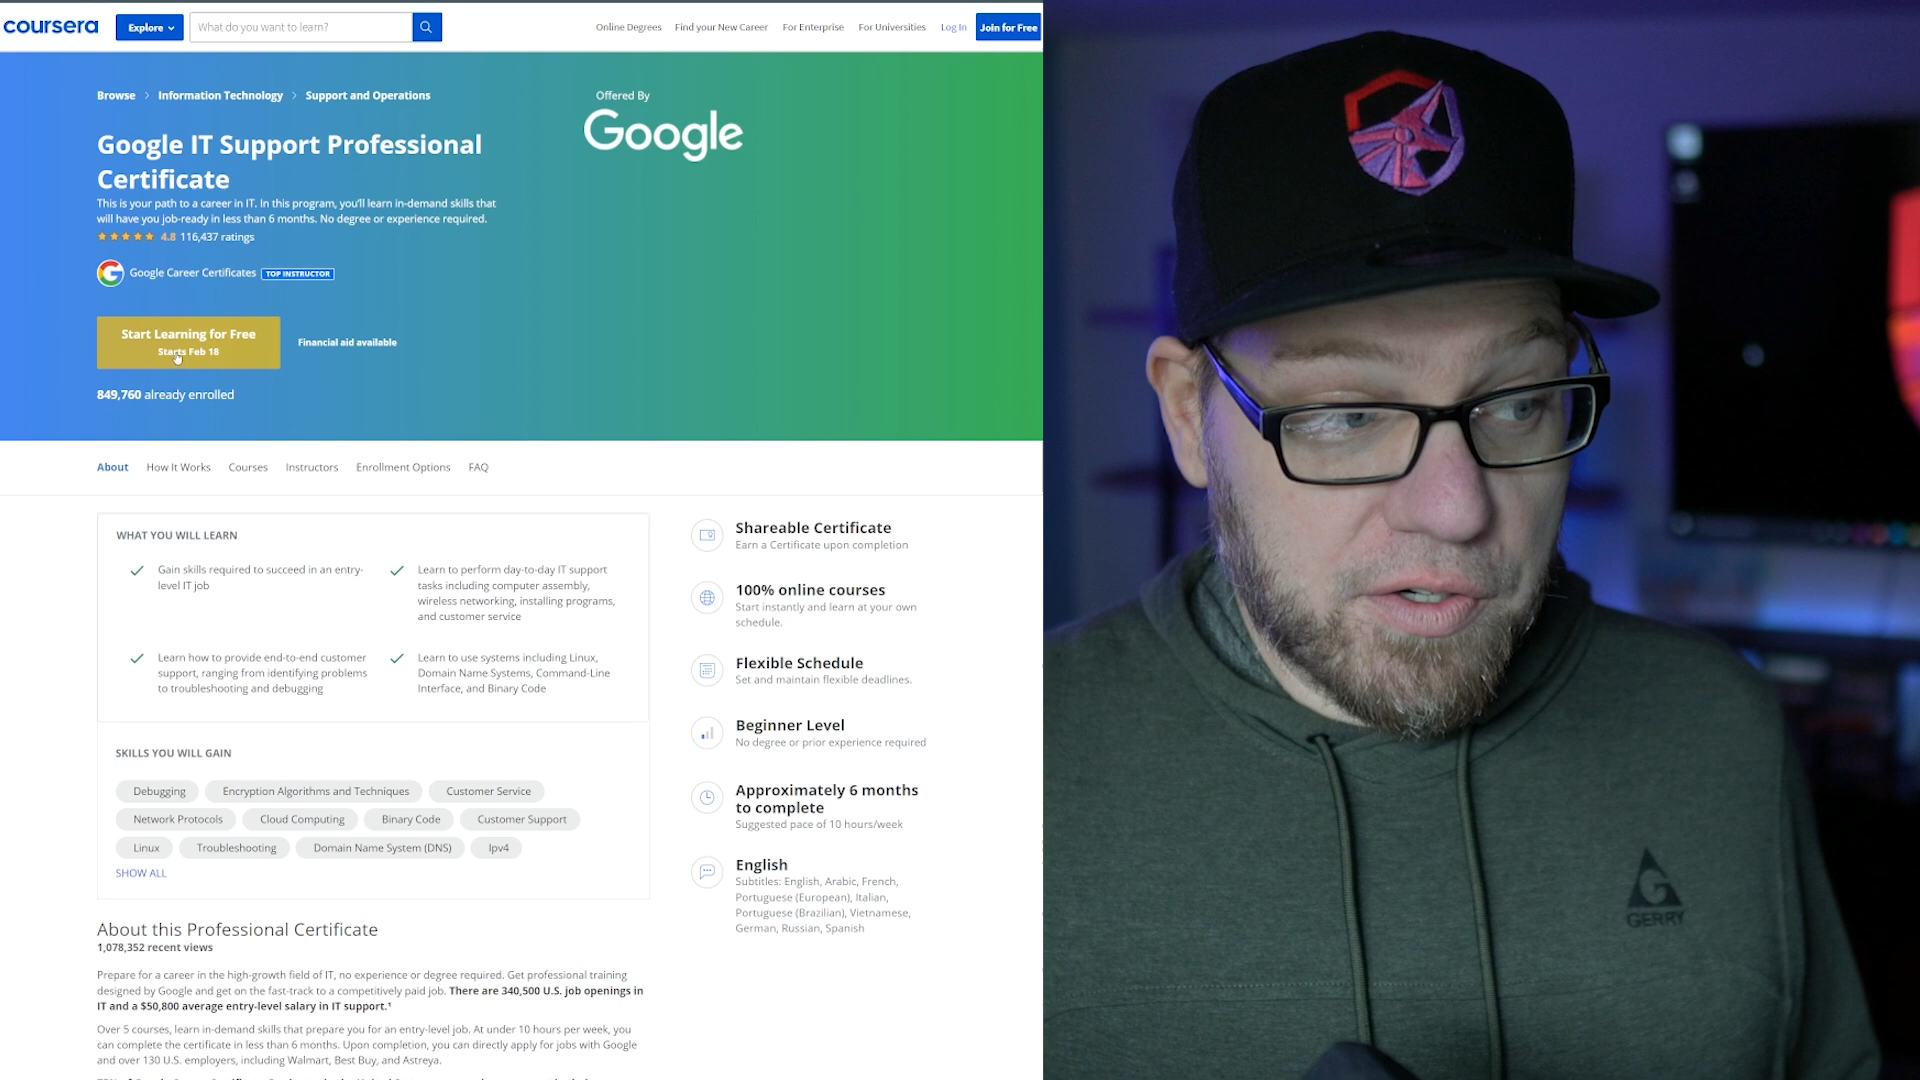 coursera
Explore
What do you want to learn?
Online Degrees
Find your New Career
For Enterprise
For Universities
Log In
Join for Free
Browse > Information Technology > Support and Operations
Offered By
Google
Google IT Support Professional
Certificate
This is your path to a career in IT. In this program, you'll learn in-demand skills that
will have you job-ready in less than 6 months. No degree or experience required.
4.8 116,437 ratings
Google Career Certificates TOP INSTRUCTOR
Start Learning for Free
Starts Feb 18
Financial aid available
849,760 already enrolled
About
How It Works
Courses
Instructors
Enrollment Options
FAQ
WHAT YOU WILL LEARN
Gain skills required to succeed in an entry-
level IT job
Learn to perform day-to-day IT support
tasks including computer assembly,
wireless networking, installing programs,
and customer service
Learn how to provide end-to-end customer
support, ranging from identifying problems
to troubleshooting and debugging
Learn to use systems including Linux,
Domain Name Systems, Command-Line
Interface, and Binary Code
SKILLS YOU WILL GAIN
Debugging
Encryption Algorithms and Techniques
Customer Service
Network Protocols
Cloud Computing
Binary Code
Customer Support
Linux
Troubleshooting
Domain Name System (DNS)
Ipv4
SHOW ALL
Shareable Certificate
Earn a Certificate upon completion
100% online courses
Start instantly and learn at your own
schedule.
Flexible Schedule
Set and maintain flexible deadlines.
Beginner Level
No degree or prior experience required
Approximately 6 months
to complete
Suggested pace of 10 hours/week
English
Subtitles: English, Arabic, French,
Portuguese (European), Italian,
Portuguese (Brazilian), Vietnamese,
German, Russian, Spanish
About this Professional Certificate
1,078,352 recent views
Prepare for a career in the high-growth field of IT, no experience or degree required. Get professional training
designed by Google and get on the fast-track to a competitively paid job. There are 340,500 U.S. job openings in
IT and a $50,800 average entry-level salary in IT support.¹
Over 5 courses, learn in-demand skills that prepare you for an entry-level job. At under 10 hours per week, you
can complete the certificate in less than 6 months. Upon completion, you can directly apply for jobs with Google
and over 130 U.S. employers, including Walmart, Best Buy, and Astreya.
GERRY